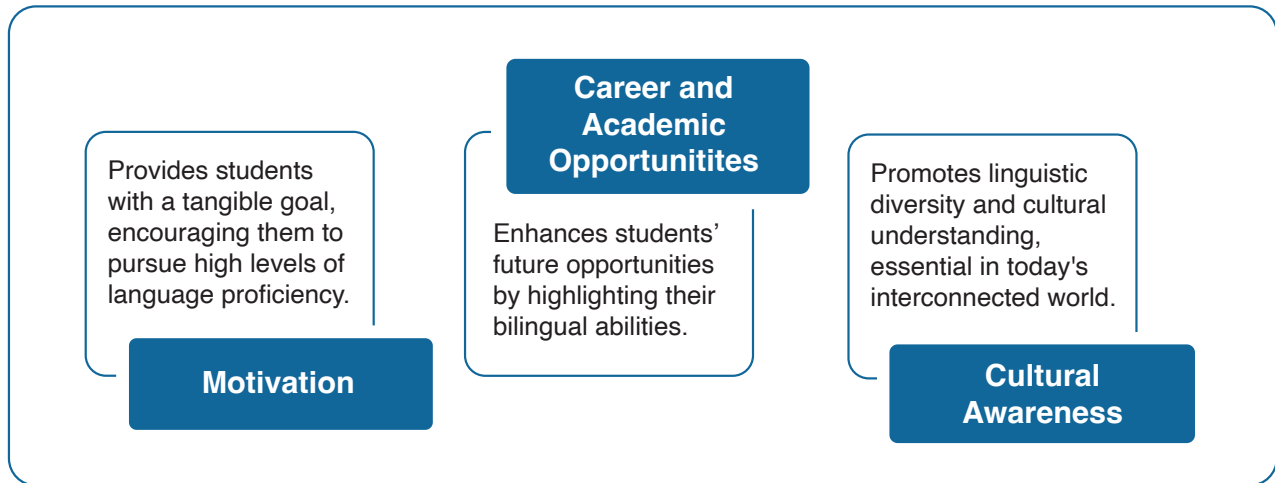 Provides students
with a tangible goal,
encouraging them to
pursue high levels of
language proficiency.
Motivation
Career and
Academic
Opportunitites
Enhances students’
future opportunities
by highlighting their
bilingual abilities.
Promotes linguistic
diversity and cultural
understanding,
essential in today's
interconnected world.
Cultural
Awareness